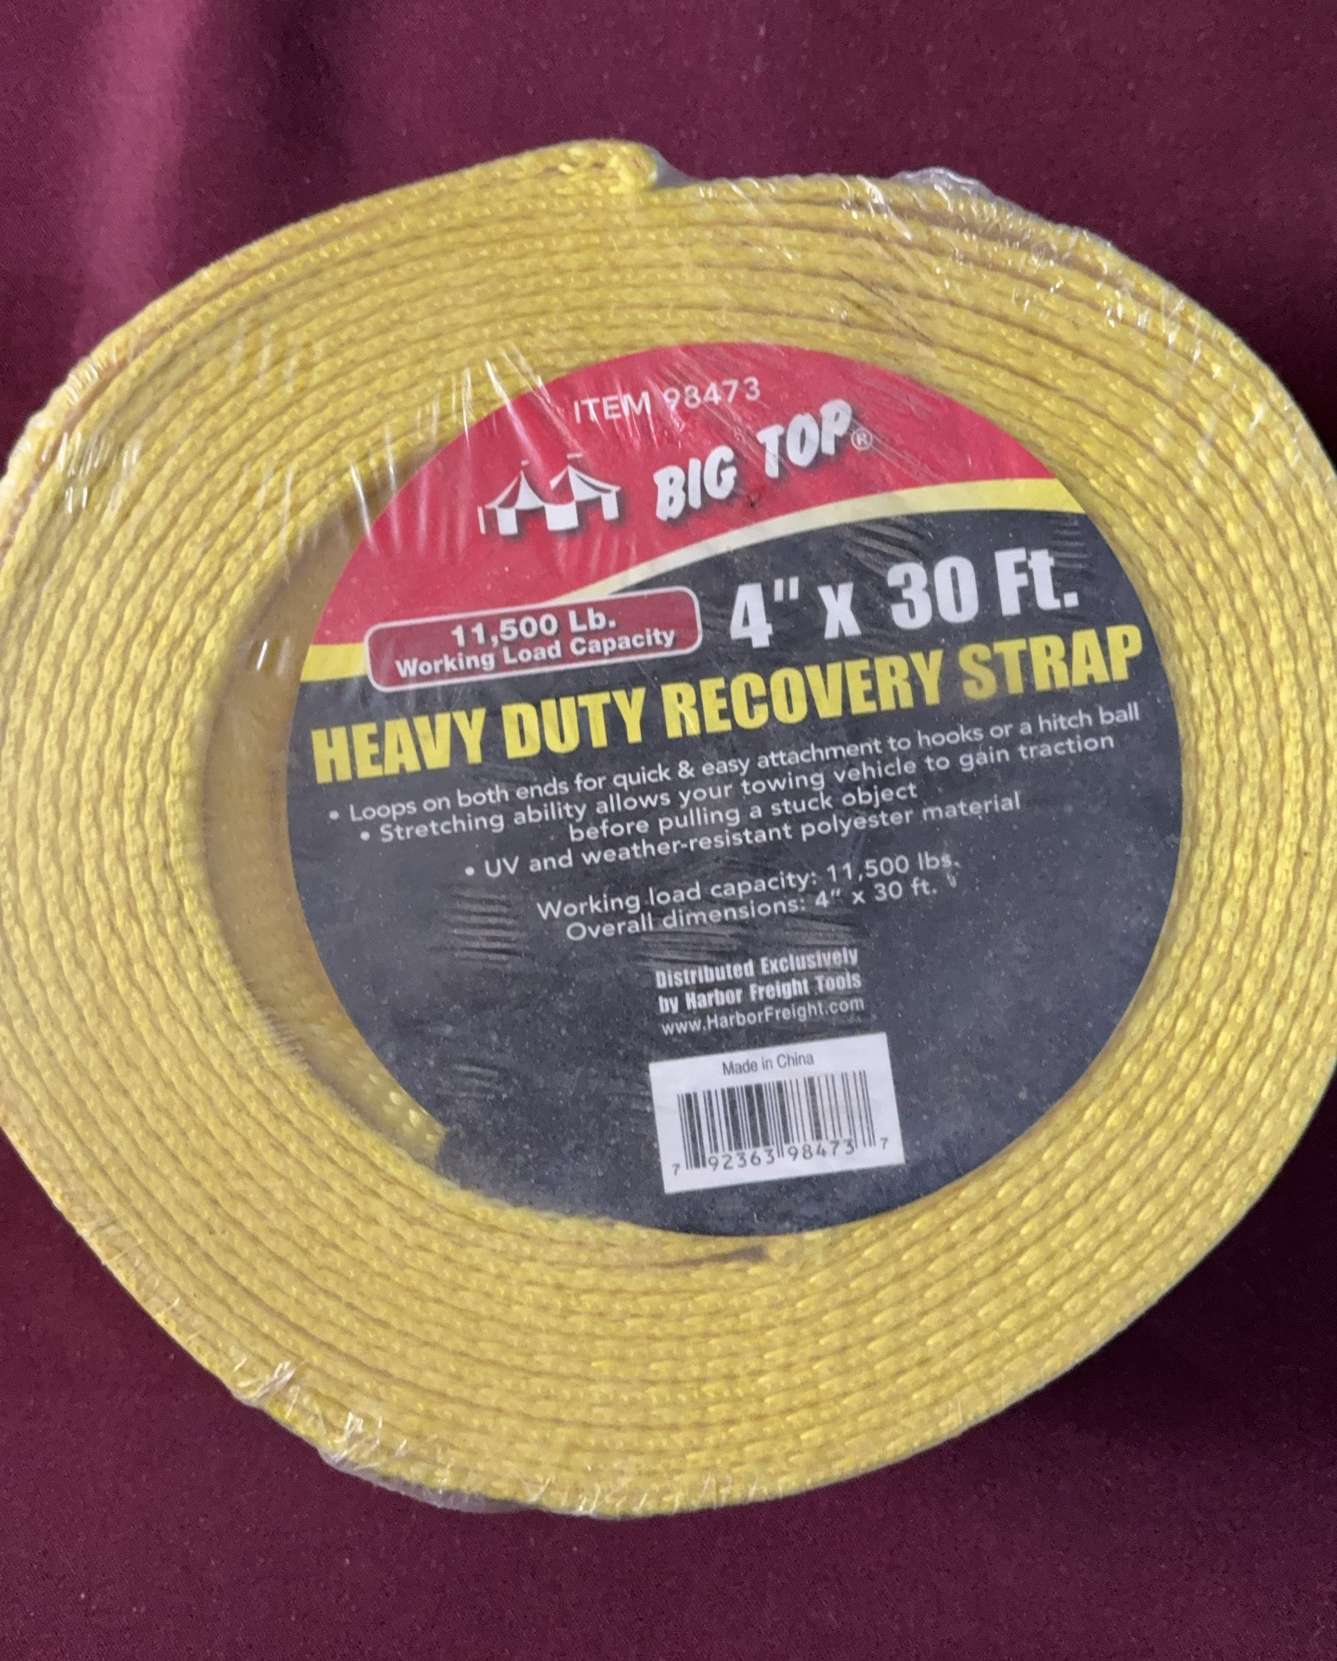 ITEM 98473
BIG TOP®
11,500 Lb.
Working Load Capacity
4" x 30 Ft.
HEAVY DUTY RECOVERY STRAP
• Loops on both ends for quick & easy attachment to hooks or a hitch ball
• Stretching ability allows your towing vehicle to gain traction
before pulling a stuck object
• UV and weather-resistant polyester material
Working load capacity: 11,500 lbs.
Overall dimensions: 4" x 30 ft.
Distributed Exclusively
by Harbor Freight Tools
www.HarborFreight.com
Made in China
7 92363 98473 7